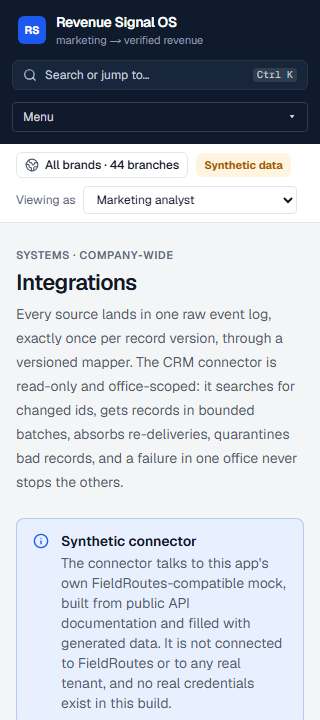 RS
Revenue Signal OS
marketing → verified revenue
Search or jump to…
Ctrl K
Menu
All brands · 44 branches
Synthetic data
Viewing as
Marketing analyst
SYSTEMS · COMPANY-WIDE
Integrations
Every source lands in one raw event log,
exactly once per record version, through a
versioned mapper. The CRM connector is
read-only and office-scoped: it searches for
changed ids, gets records in bounded
batches, absorbs re-deliveries, quarantines
bad records, and a failure in one office never
stops the others.
Synthetic connector
The connector talks to this app's
own FieldRoutes-compatible mock,
built from public API
documentation and filled with
generated data. It is not connected
to FieldRoutes or to any real
tenant, and no real credentials
exist in this build.